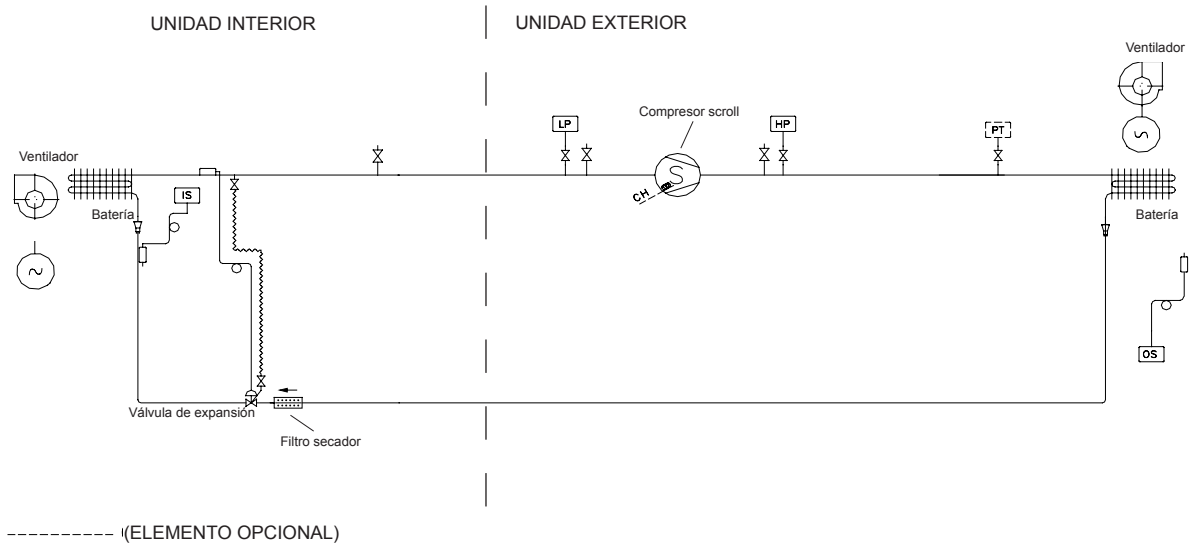 UNIDAD INTERIOR
UNIDAD EXTERIOR
Ventilador
Compresor scroll
LP
HP
PT
CH
Ventilador
IS
Batería
Batería
OS
Válvula de expansión
Filtro secador
(ELEMENTO OPCIONAL)